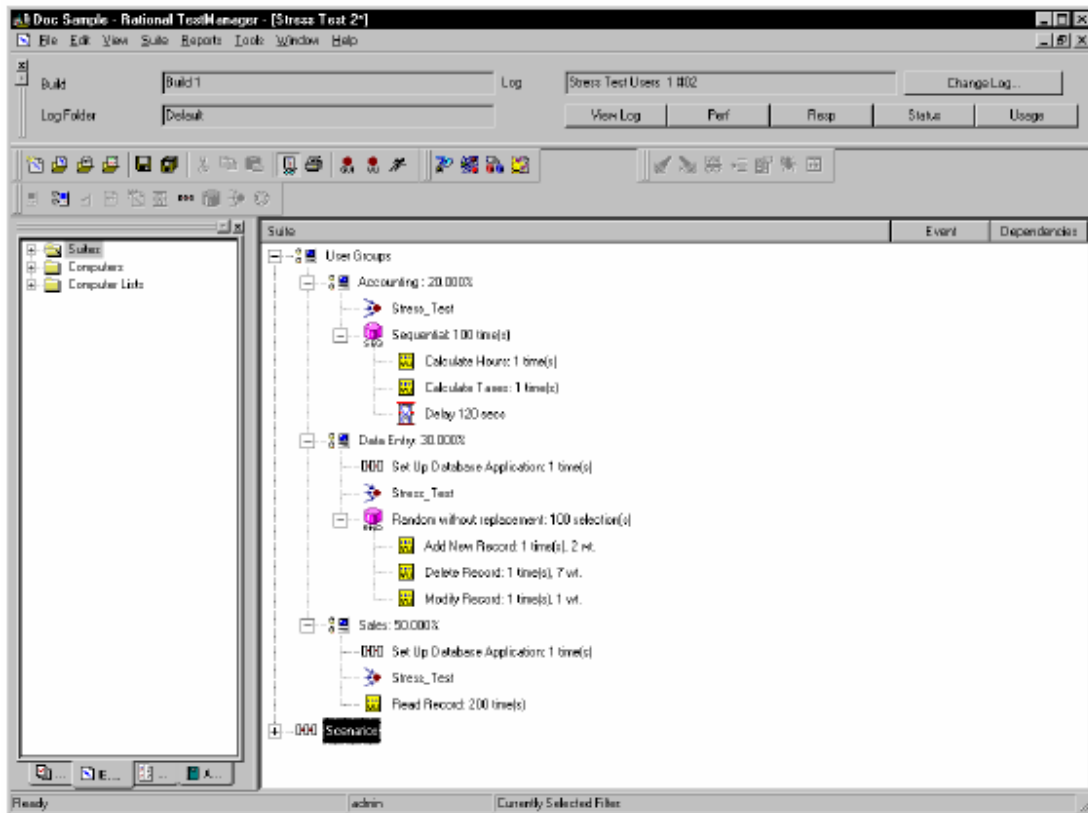 Doc Sample - Rational TestManager - [Stress Test 2*]
File Edit View Suite Reports Tools Window Help
Build Build 1 Log Stress Test Users 1 #02 Change Log...
Log Folder Default View Log Perf Resp Status Usage
Suite Event Dependencies
Suites
Computers
Computer Lists
User Groups
Accounting : 20.000%
Stress_Test
Sequential: 100 time(s)
Calculate Hours: 1 time(s)
Calculate Taxes: 1 time(s)
Delay 120 secs
Data Entry: 30.000%
Set Up Database Application: 1 time(s)
Stress_Test
Random without replacement: 100 selection(s)
Add New Record: 1 time(s), 2 wt.
Delete Record: 1 time(s), 7 wt.
Modify Record: 1 time(s), 1 wt.
Sales: 50.000%
Set Up Database Application: 1 time(s)
Stress_Test
Read Record: 200 time(s)
Scenarios
E... A...
Ready admin Currently Selected Filter: